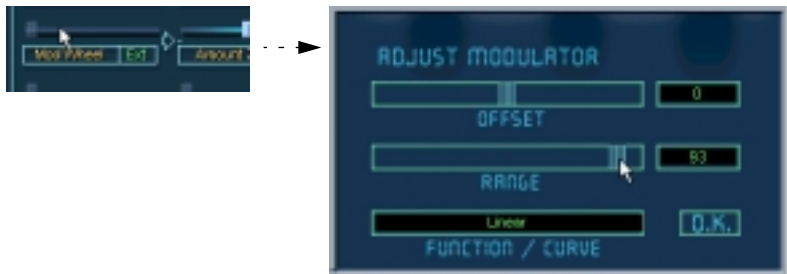 Mod Wheel Ext Amount
ADJUST MODULATOR
0
OFFSET
93
RANGE
Linear O.K.
FUNCTION / CURVE